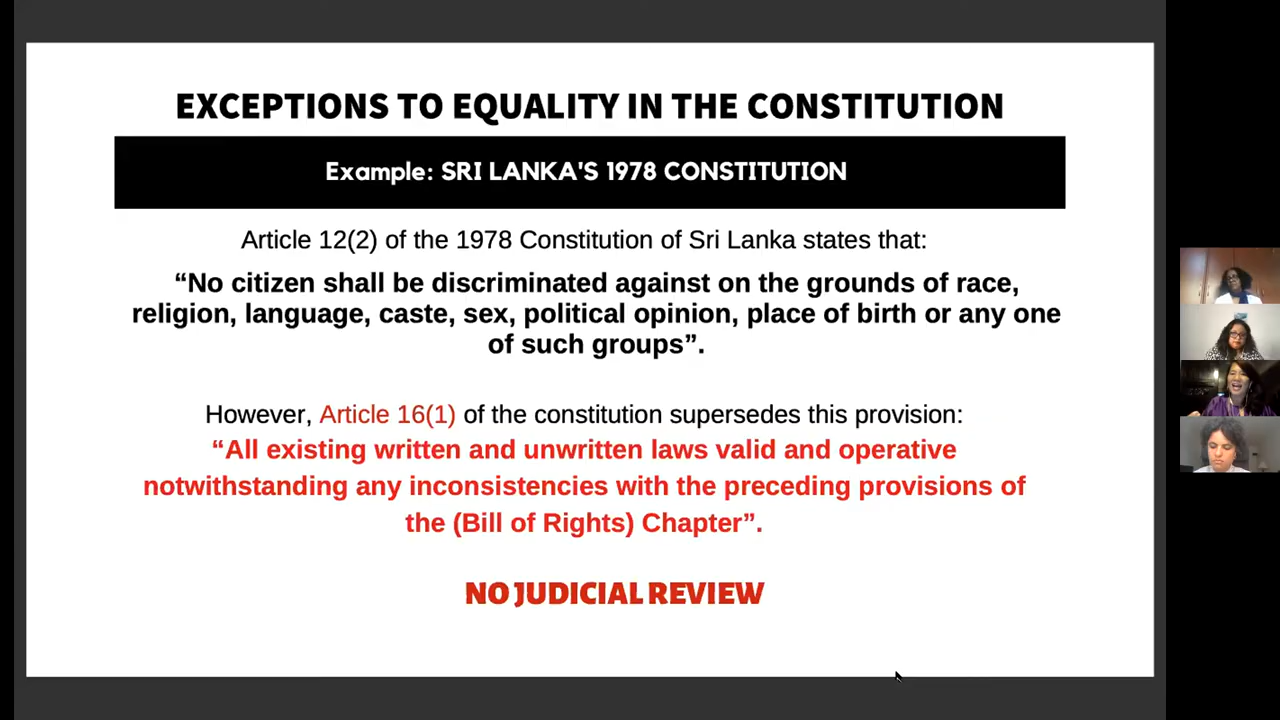 EXCEPTIONS TO EQUALITY IN THE CONSTITUTION
Example: SRI LANKA'S 1978 CONSTITUTION
Article 12(2) of the 1978 Constitution of Sri Lanka states that:
“No citizen shall be discriminated against on the grounds of race,
religion, language, caste, sex, political opinion, place of birth or any one
of such groups”.
However, Article 16(1) of the constitution supersedes this provision:
“All existing written and unwritten laws valid and operative
notwithstanding any inconsistencies with the preceding provisions of
the (Bill of Rights) Chapter”.
NO JUDICIAL REVIEW